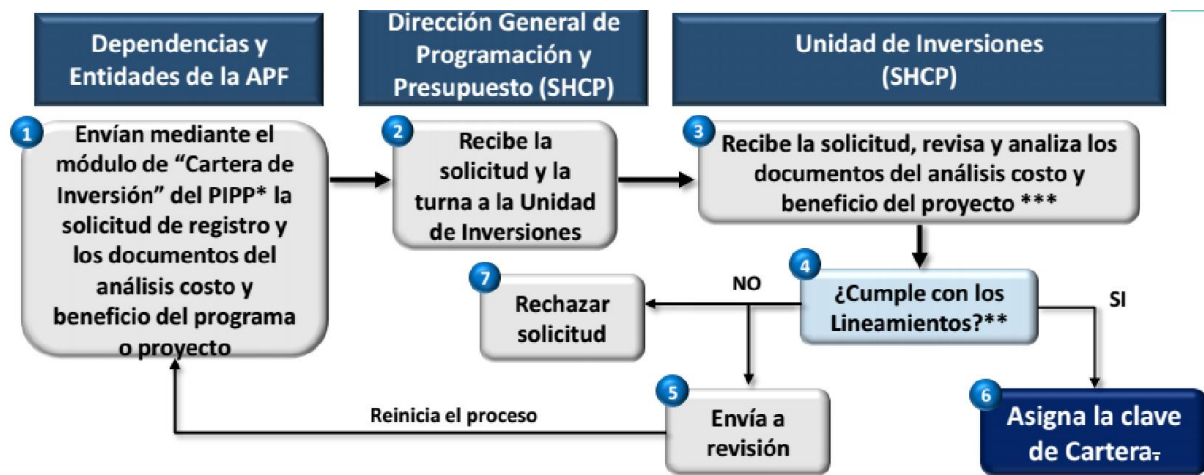 Dependencias y
Entidades de la APF
Dirección General de
Programación y
Presupuesto (SHCP)
Unidad de Inversiones
(SHCP)
1
Envían mediante el
módulo de “Cartera de
Inversión” del PIPP* la
solicitud de registro y
los documentos del
análisis costo y
beneficio del programa
o proyecto
2
Recibe la
solicitud y la
turna a la Unidad
de Inversiones
3
Recibe la solicitud, revisa y analiza los
documentos del análisis costo y
beneficio del proyecto ***
4
¿Cumple con los
Lineamientos?**
NO
SI
7
Rechazar
solicitud
5
Envía a
revisión
Reinicia el proceso
6
Asigna la clave
de Cartera.